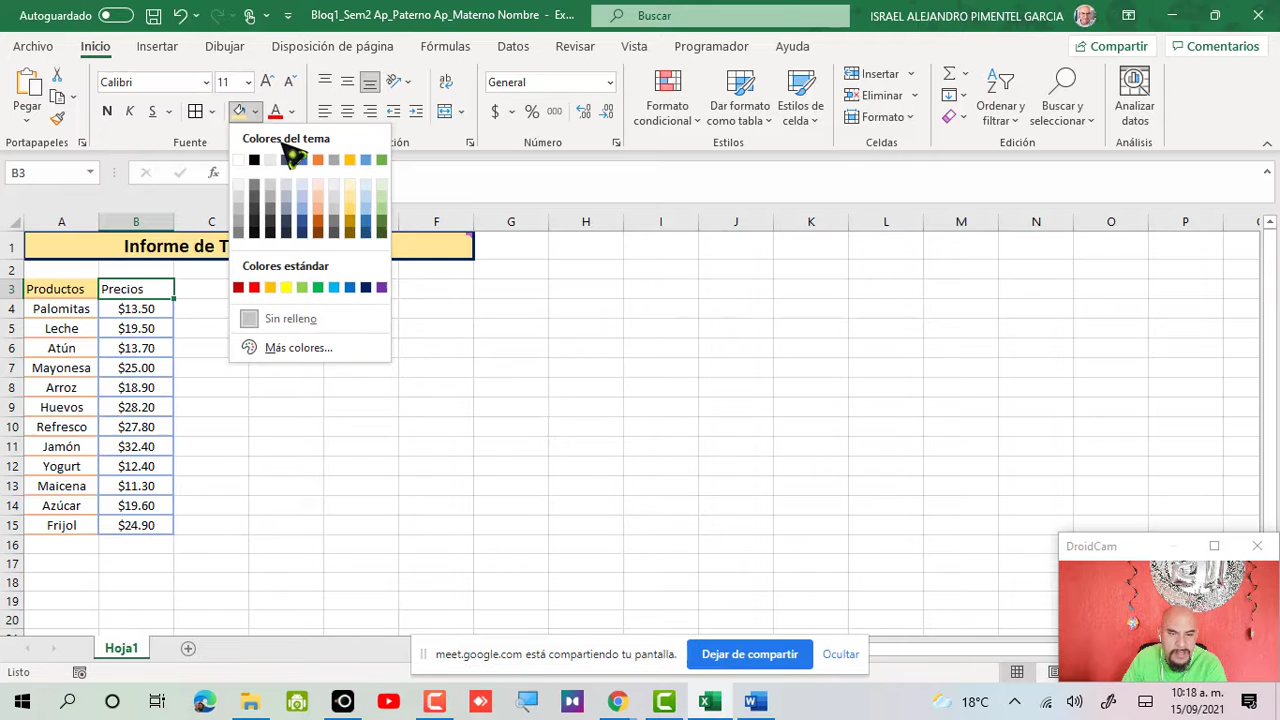 Autoguardado
Bloq1_Sem2 Ap_Paterno Ap_Materno Nombre - Ex...
Buscar
ISRAEL ALEJANDRO PIMENTEL GARCIA
Archivo Inicio Insertar Dibujar Disposición de página Fórmulas Datos Revisar Vista Programador Ayuda
Compartir Comentarios
Pegar
Portapapeles
Calibri 11
N K S
Fuente
General
$ % 000
Número
Formato condicional
Dar formato como tabla
Estilos de celda
Estilos
Insertar
Eliminar
Formato
Celdas
Ordenar y filtrar
Buscar y seleccionar
Edición
Analizar datos
Análisis
B3
fx
Colores del tema
Colores estándar
Sin relleno
Más colores...
A B C F G H I J K L M N O P
1 Informe de T
2
3 Productos Precios
4 Palomitas $13.50
5 Leche $19.50
6 Atún $13.70
7 Mayonesa $25.00
8 Arroz $18.90
9 Huevos $28.20
10 Refresco $27.80
11 Jamón $32.40
12 Yogurt $12.40
13 Maicena $11.30
14 Azúcar $19.60
15 Frijol $24.90
16
17
18
19
20
DroidCam
Hoja1
meet.google.com está compartiendo tu pantalla. Dejar de compartir Ocultar
Listo
18°C
10:18 a. m.
15/09/2021